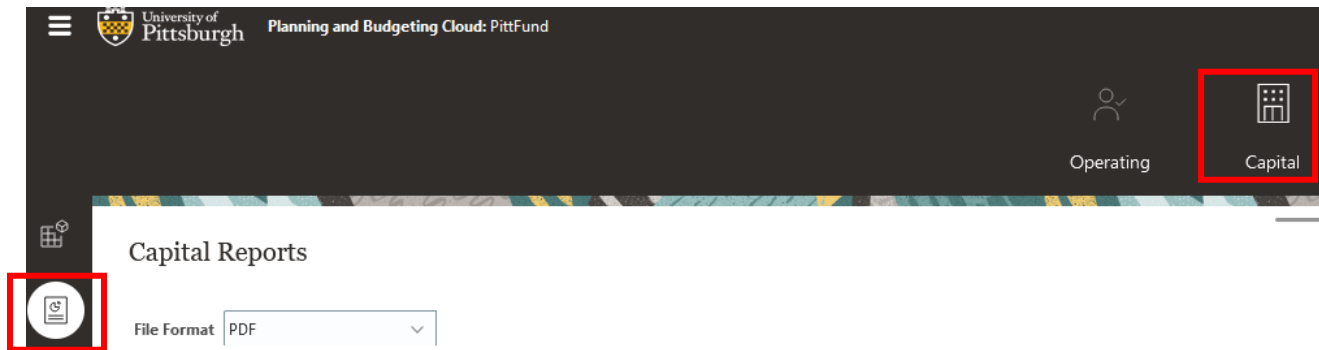 University of
Pittsburgh
Planning and Budgeting Cloud: PittFund
Operating
Capital
Capital Reports
File Format PDF